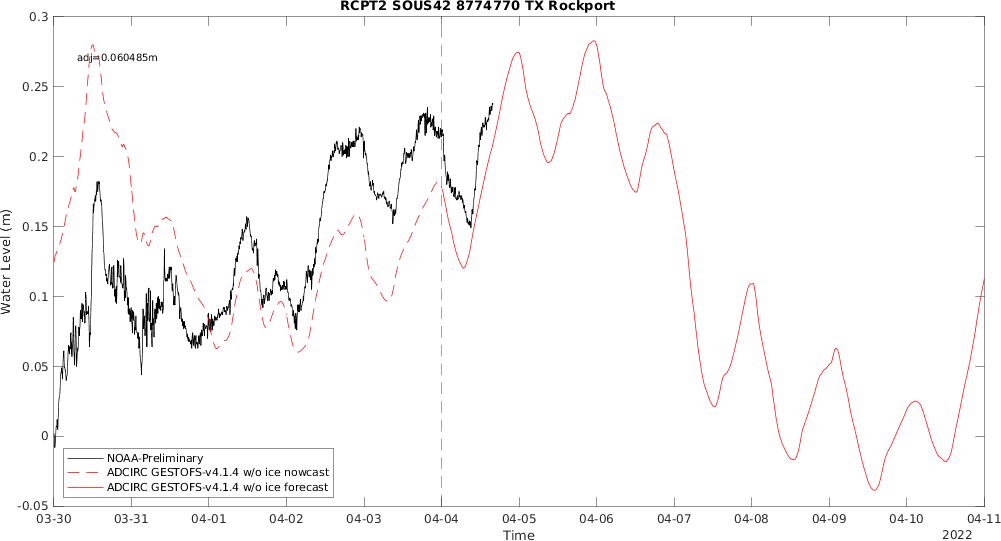 RCPT2 SOUS42 8774770 TX Rockport
0.3
adj=0.060485m
0.25
0.2
0.15
0.1
0.05
0
-0.05
Water Level (m)
NOAA-Preliminary
ADCIRC GESTOFS-v4.1.4 w/o ice nowcast
ADCIRC GESTOFS-v4.1.4 w/o ice forecast
03-30 03-31 04-01 04-02 04-03 04-04 04-05 04-06 04-07 04-08 04-09 04-10 04-11
Time
2022